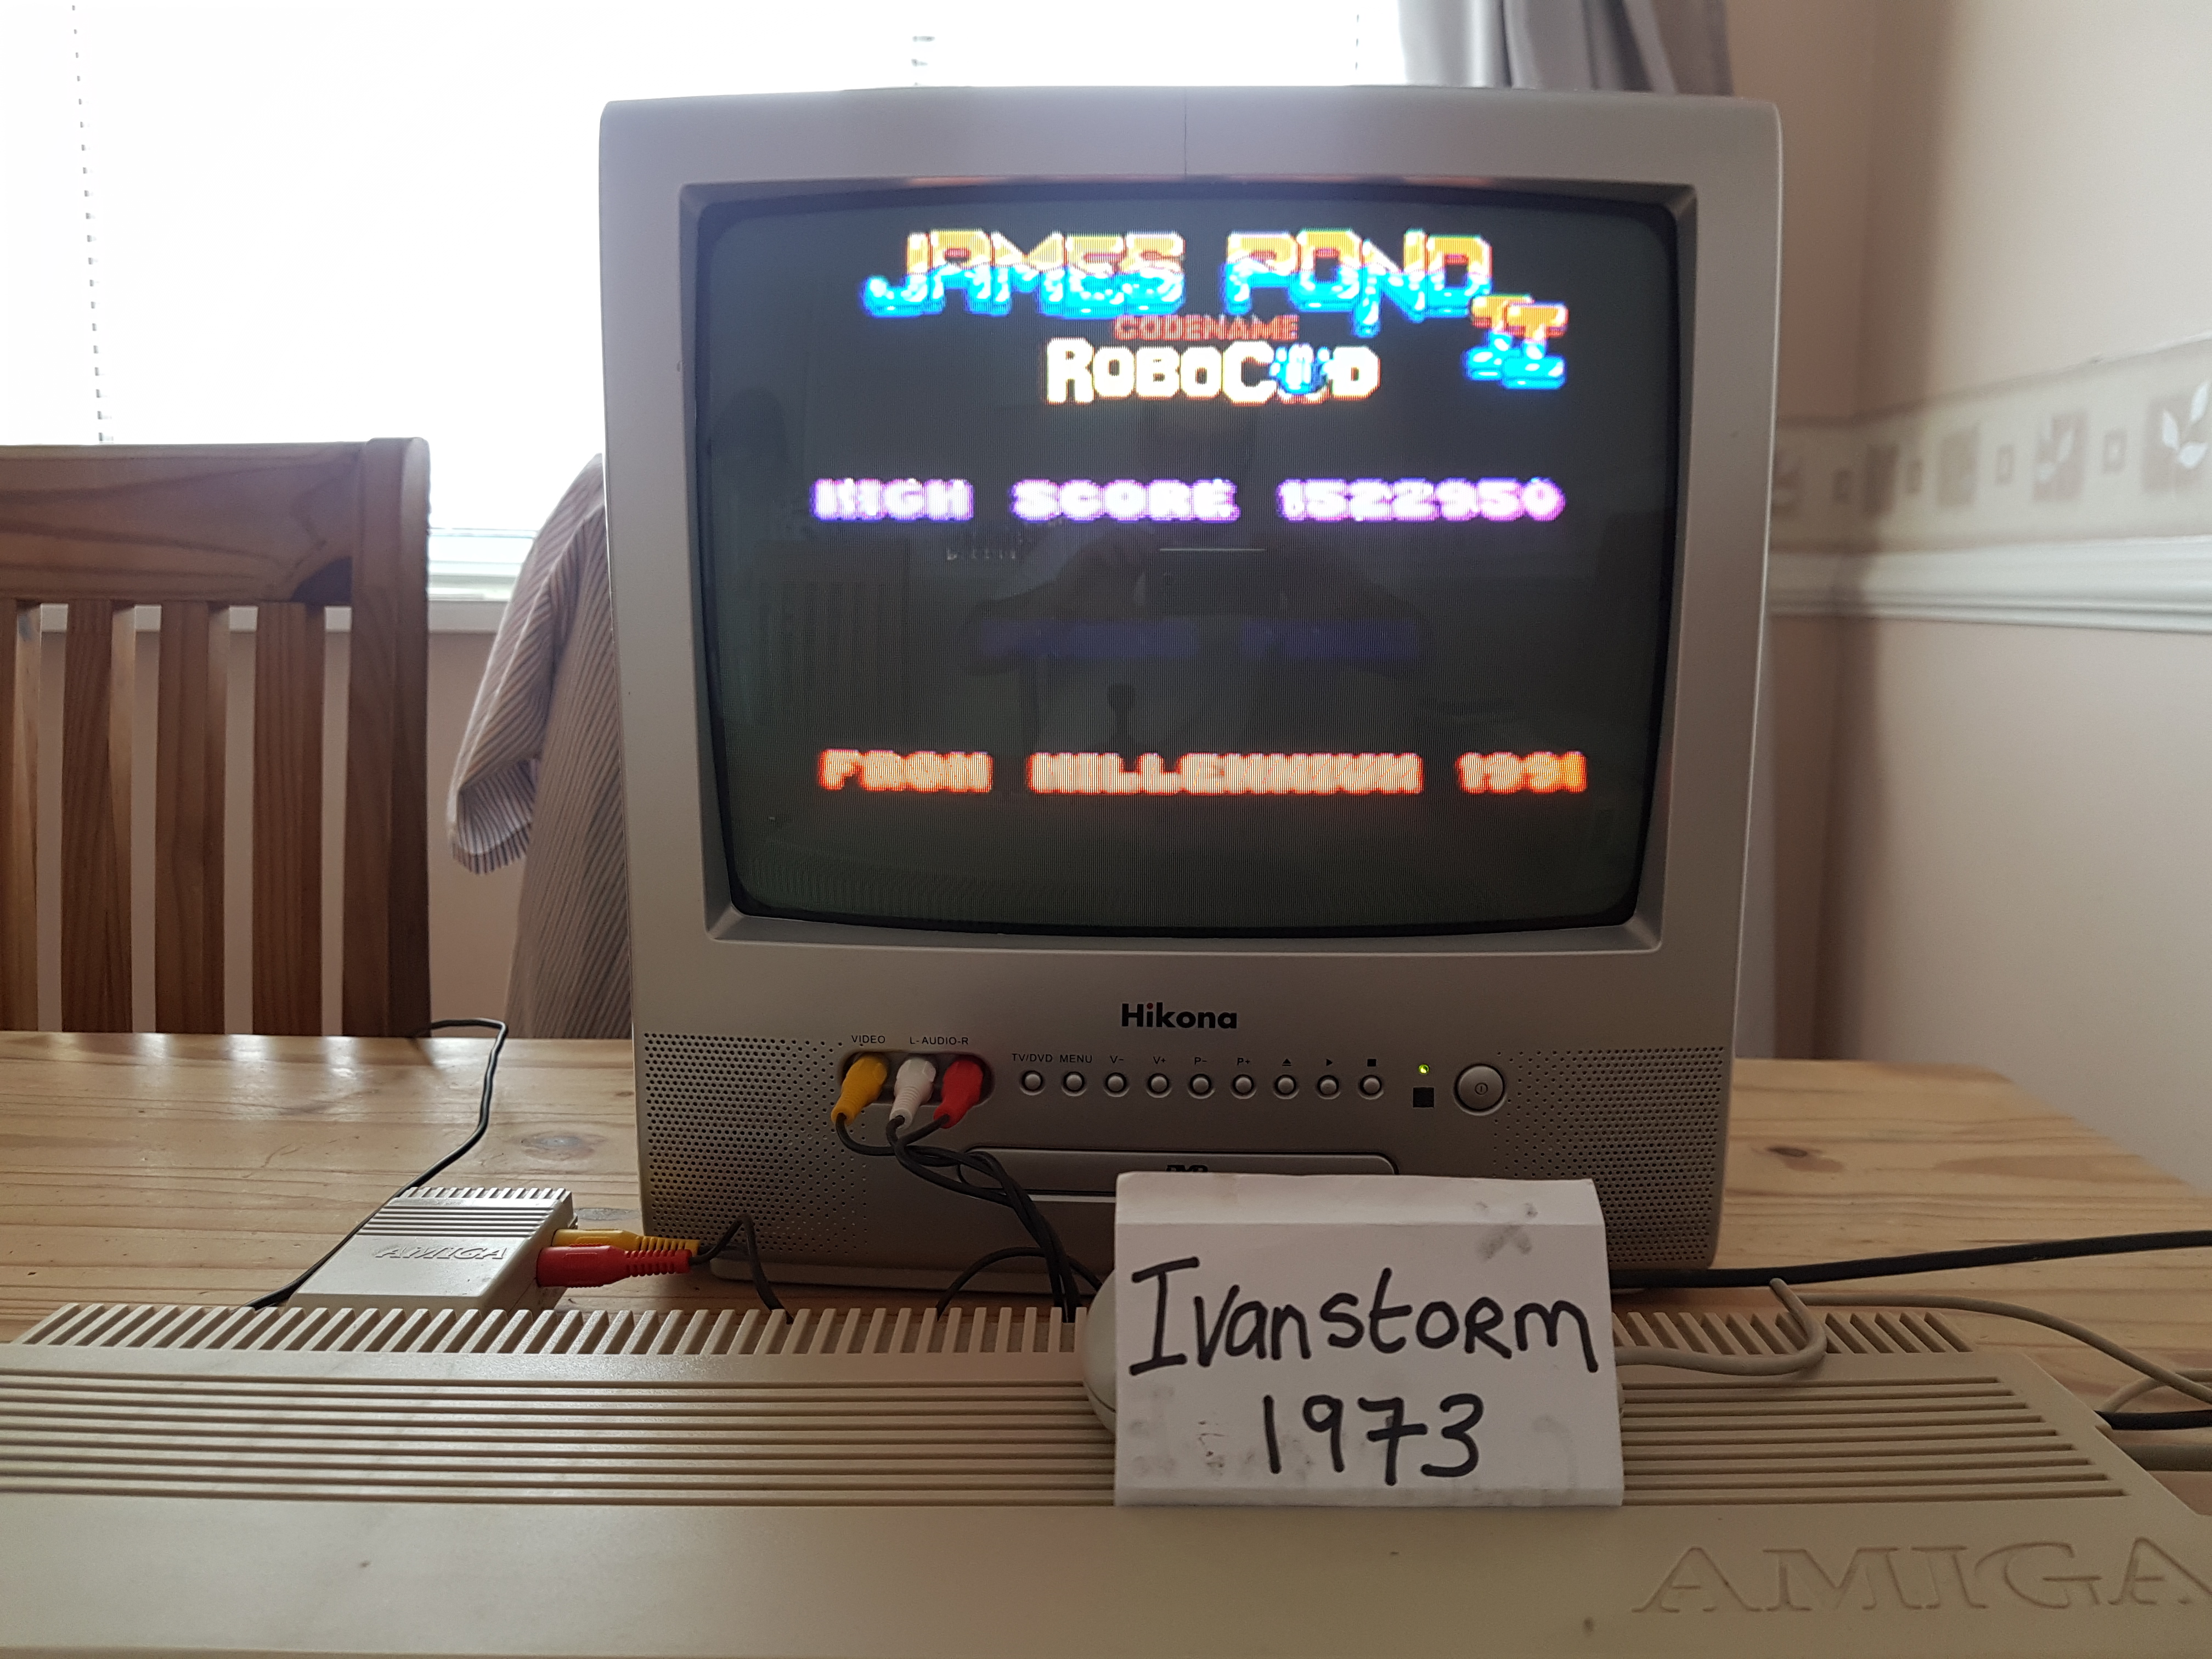 JAMES POND
II
CODENAME
ROBOCOD
HIGH SCORE 1522950
FROM MILLENNIUM 1991
Hikona
VIDEO L-AUDIO-R
TV/DVD MENU V- V+ P- P+
AMIGA
Ivanstorm
1973
AMIGA